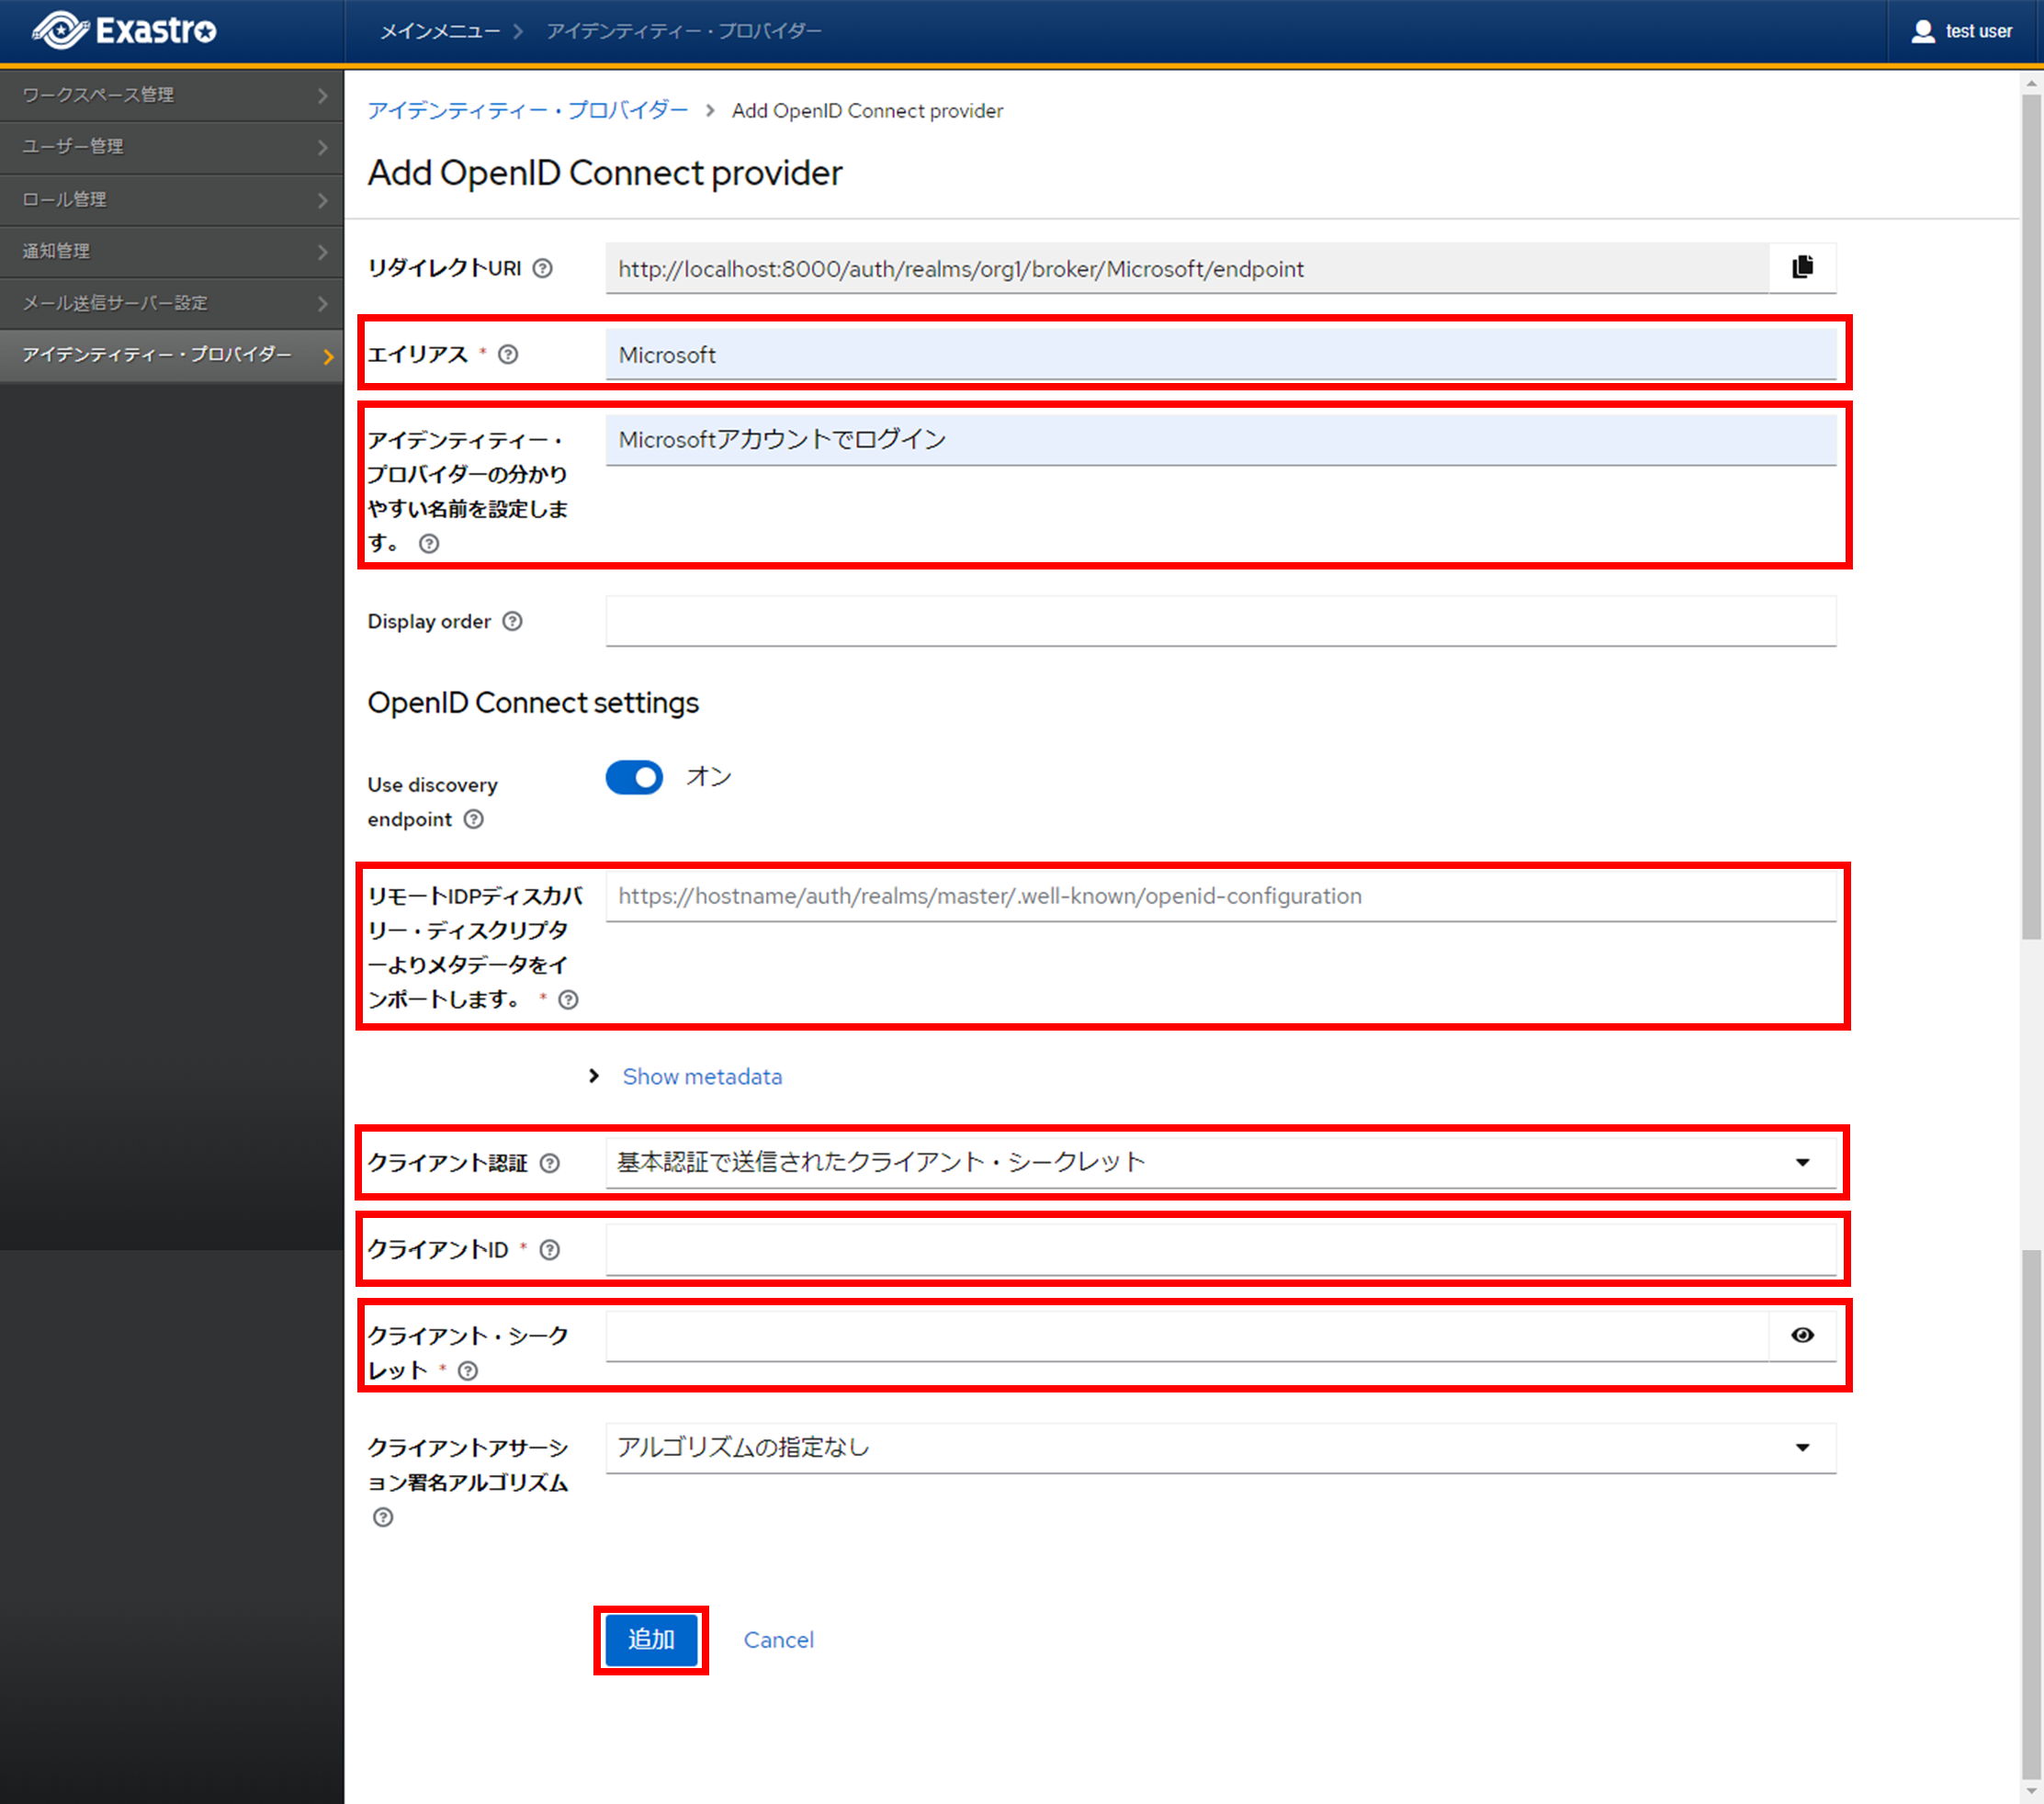 Exastro
メインメニュー アイデンティティー・プロバイダー
test user
ワークスペース管理
ユーザー管理
ロール管理
通知管理
メール送信サーバー設定
アイデンティティー・プロバイダー
アイデンティティー・プロバイダー Add OpenID Connect provider
Add OpenID Connect provider
リダイレクトURI
http://localhost:8000/auth/realms/org1/broker/Microsoft/endpoint
エイリアス *
Microsoft
アイデンティティー・
プロバイダーの分かり
やすい名前を設定しま
す。
Microsoftアカウントでログイン
Display order
OpenID Connect settings
Use discovery
endpoint
オン
リモートIDPディスカバ
リー・ディスクリプタ
ーよりメタデータをイ
ンポートします。 *
https://hostname/auth/realms/master/.well-known/openid-configuration
Show metadata
クライアント認証
基本認証で送信されたクライアント・シークレット
クライアントID *
クライアント・シーク
レット *
クライアントアサーシ
ョン署名アルゴリズム
アルゴリズムの指定なし
追加
Cancel